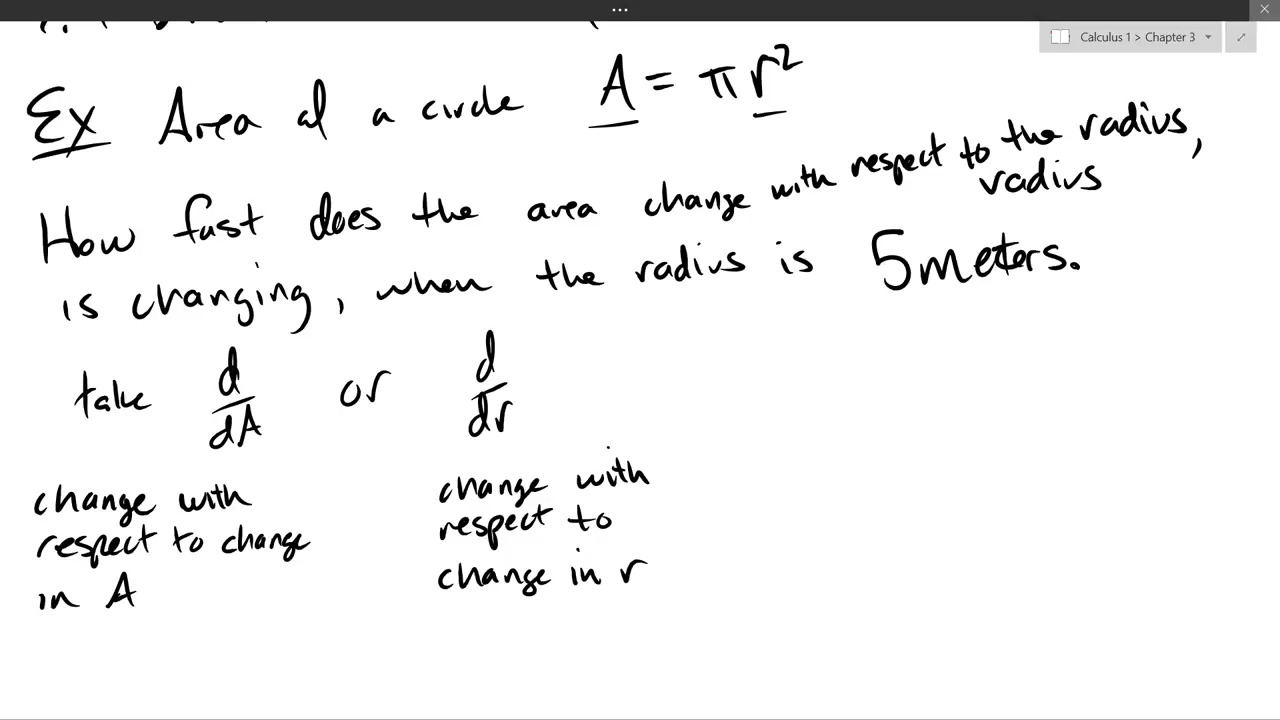 Calculus 1 > Chapter 3
Ex Area of a circle A = πr²
How fast does the area change with respect to the radius,
radius
is changing, when the radius is 5 meters.
take d/dA or d/dr
change with
respect to change
in A
change with
respect to
change in r